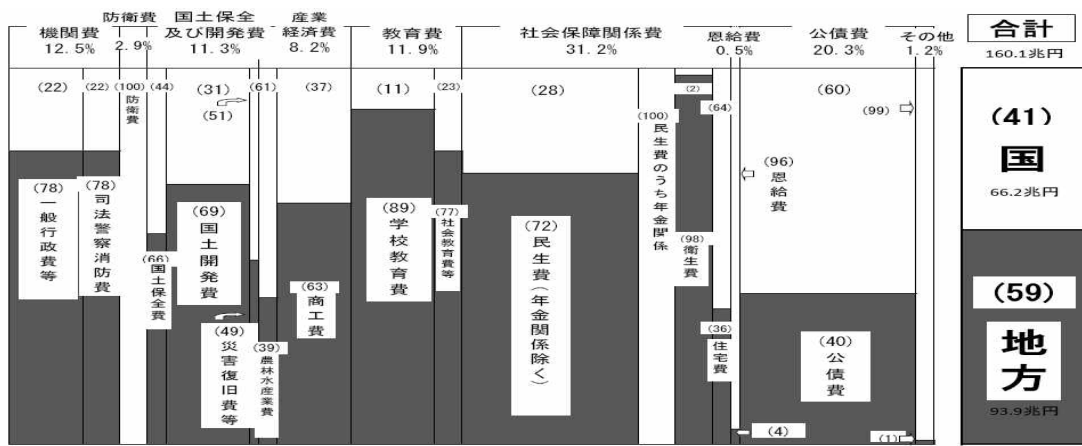 機関費
12.5%
防衛費
2.9%
国土保全
及び開発費
11.3%
産業
経済費
8.2%
教育費
11.9%
社会保障関係費
31.2%
恩給費
0.5%
公債費
20.3%
その他
1.2%
合計
160.1兆円
(22)
(22)
(100)
防衛費
(44)
(31)
(51)
(61)
(37)
(11)
(23)
(28)
(100)
民生費のうち年金関係
(2)
(64)
(96)
恩給費
(60)
(99)
(41)
国
66.2兆円
(78)
一般行政費等
(78)
司法警察消防費
(66)
国土保全費
(69)
国土開発費
(49)
災害復旧費等
(39)
農林水産業費
(63)
商工費
(89)
学校教育費
(77)
社会教育費等
(72)
民生費(年金関係除く)
(98)
衛生費
(36)
住宅費
(4)
(40)
公債費
(1)
(59)
地方
93.9兆円